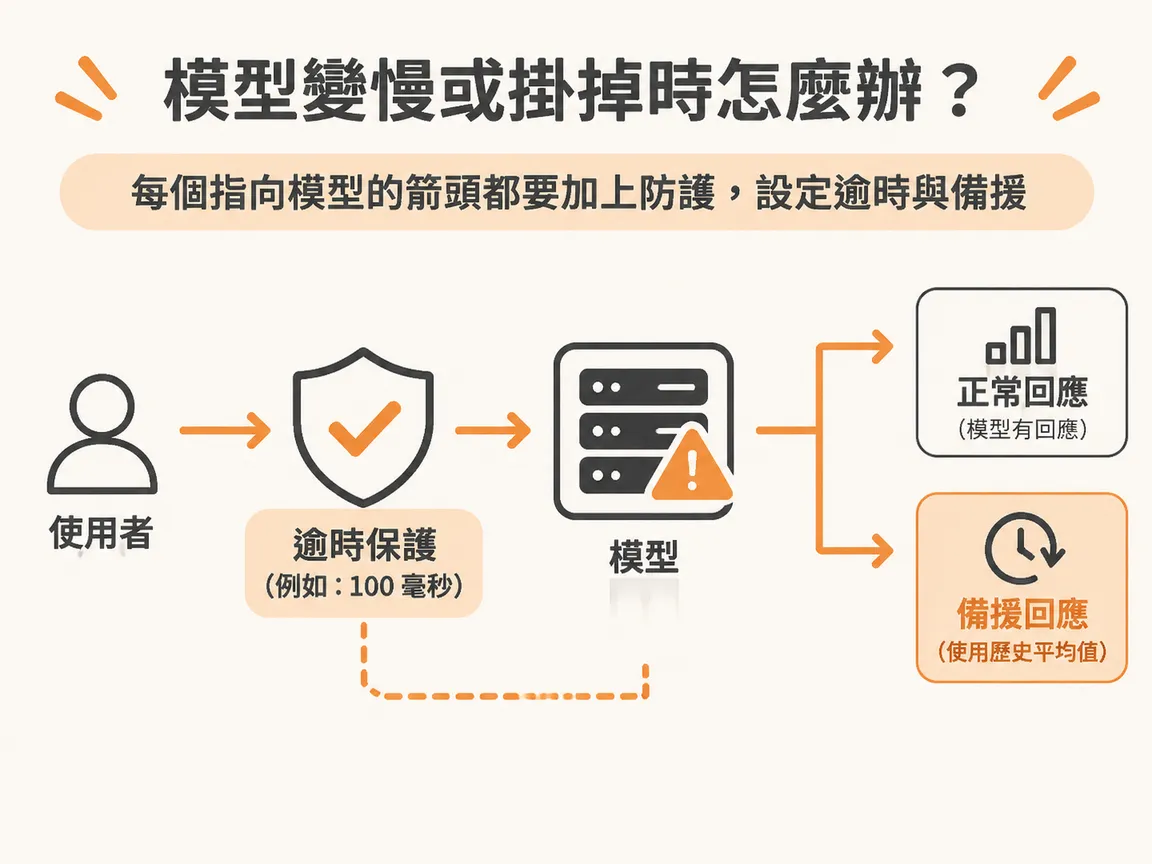 模型變慢或掛掉時怎麼辦？
每個指向模型的箭頭都要加上防護，設定逾時與備援
使用者
逾時保護
（例如：100 毫秒）
模型
正常回應
（模型有回應）
備援回應
（使用歷史平均值）